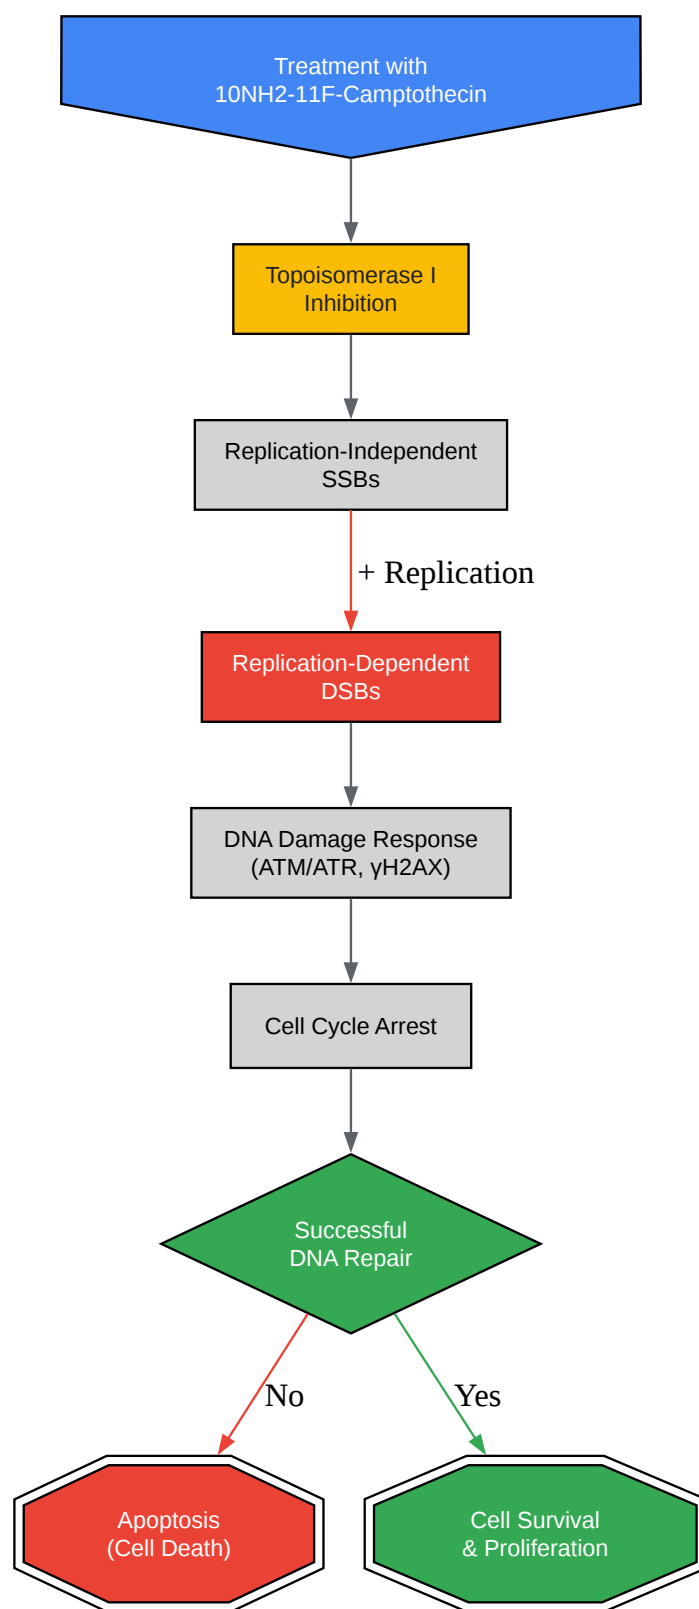 Treatment with
10NH2-11F-Camptothecin
Topoisomerase I
Inhibition
Replication-Independent
SSBs
+ Replication
Replication-Dependent
DSBs
DNA Damage Response
(ATM/ATR, γH2AX)
Cell Cycle Arrest
Successful
DNA Repair
No
Yes
Apoptosis
(Cell Death)
Cell Survival
& Proliferation